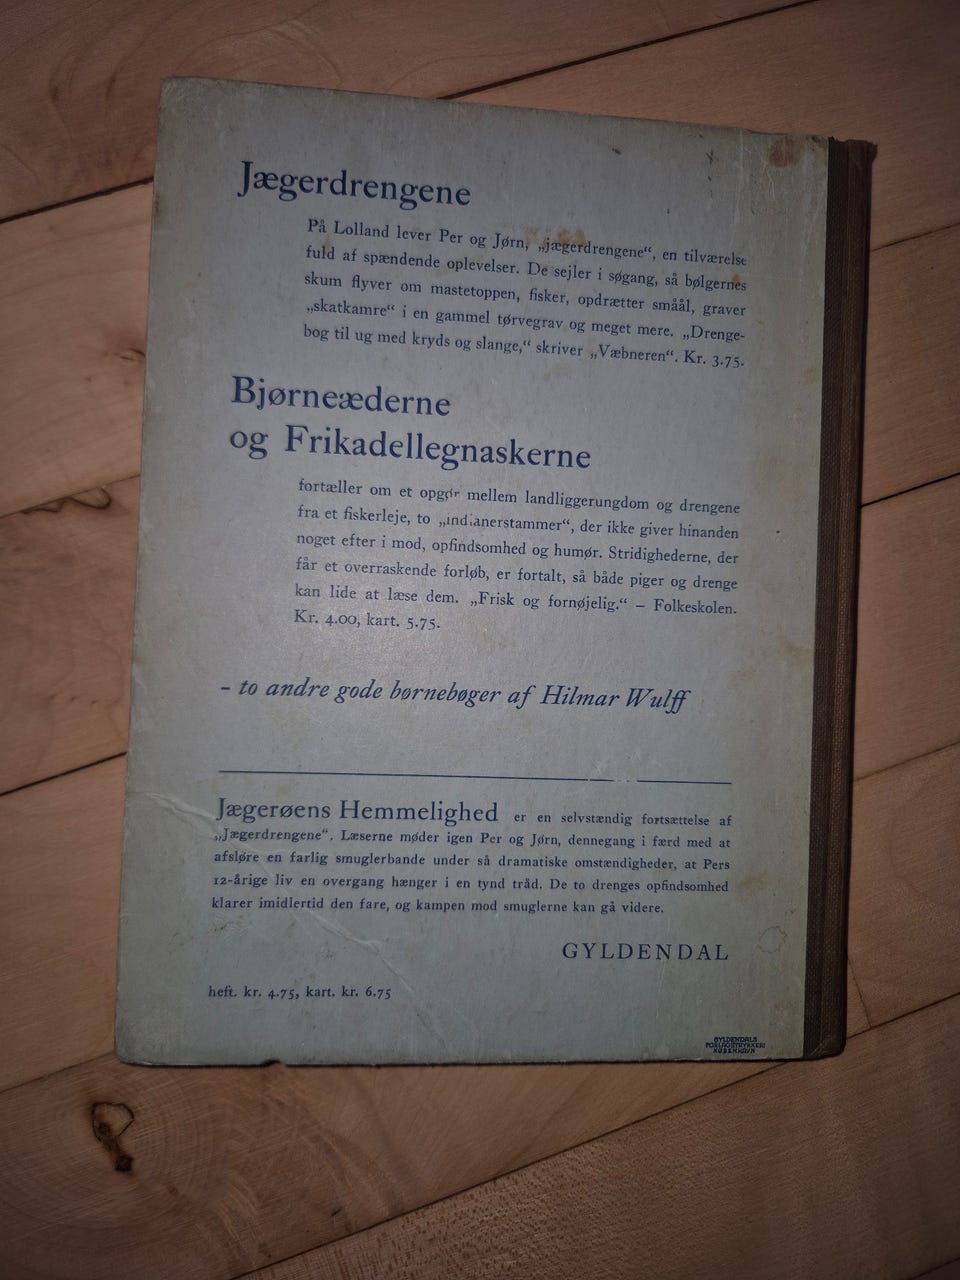 Jægerdrengene
På Lolland lever Per og Jørn, „jægerdrengene“, en tilværelse
fuld af spændende oplevelser. De sejler i søgang, så bølgernes
skum flyver om mastetoppen, fisker, opdrætter småål, graver
„skatkamre“ i en gammel tørvegrav og meget mere. „Drenge-
bog til ug med kryds og slange,“ skriver „Væbneren“. Kr. 3.75.
Bjørneæderne
og Frikadellegnaskerne
fortæller om et opgør mellem landliggerungdom og drengene
fra et fiskerleje, to „indianerstammer“, der ikke giver hinanden
noget efter i mod, opfindsomhed og humør. Stridighederne, der
får et overraskende forløb, er fortalt, så både piger og drenge
kan lide at læse dem. „Frisk og fornøjelig.“ – Folkeskolen.
Kr. 4.00, kart. 5.75.
– to andre gode børnebøger af Hilmar Wulff
Jægerøens Hemmelighed er en selvstændig fortsættelse af
„Jægerdrengene“. Læserne møder igen Per og Jørn, dennegang i færd med at
afsløre en farlig smuglerbande under så dramatiske omstændigheder, at Pers
12-årige liv en overgang hænger i en tynd tråd. De to drenges opfindsomhed
klarer imidlertid den fare, og kampen mod smuglerne kan gå videre.
GYLDENDAL
heft. kr. 4.75, kart. kr. 6.75
GYLDENDALS
FORLAGSTRYKKERI
KØBENHAVN